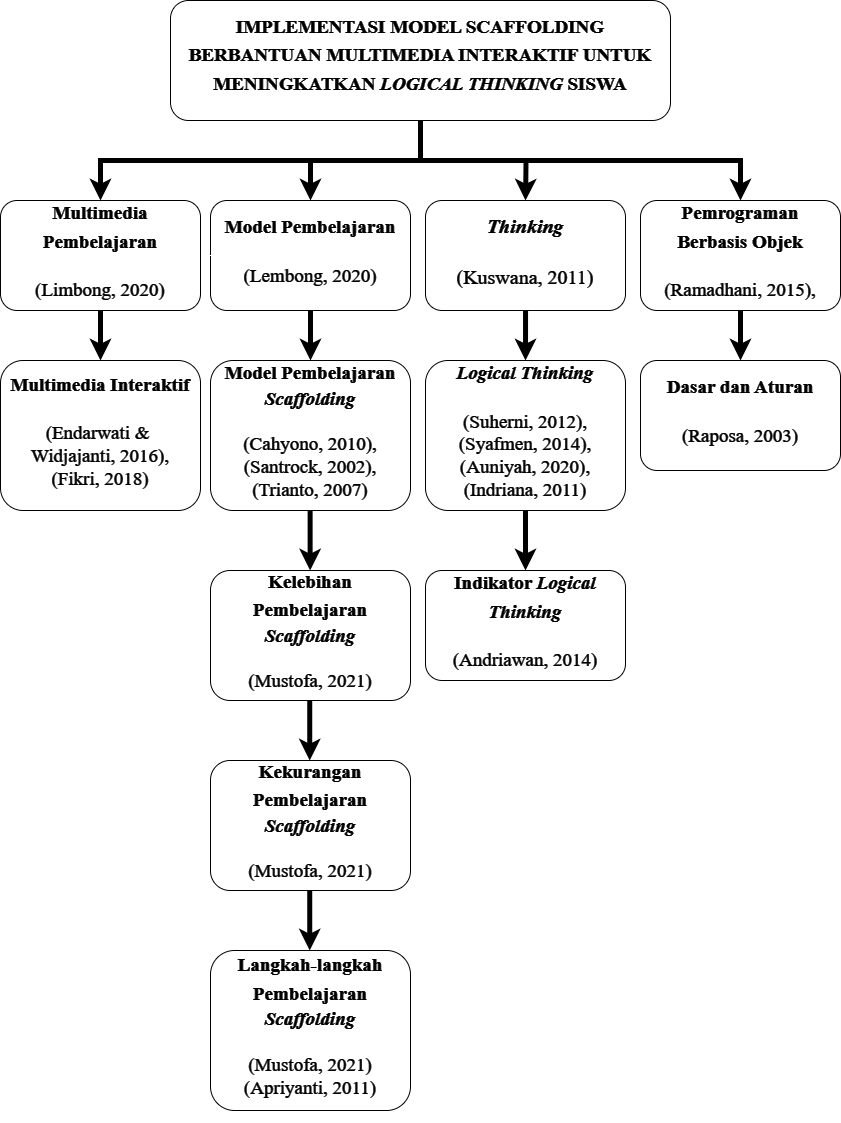 IMPLEMENTASI MODEL SCAFFOLDING
BERBANTUAN MULTIMEDIA INTERAKTIF UNTUK
MENINGKATKAN LOGICAL THINKING SISWA
Multimedia
Pembelajaran
(Limbong, 2020)
Model Pembelajaran
(Lembong, 2020)
Thinking
(Kuswana, 2011)
Pemrograman
Berbasis Objek
(Ramadhani, 2015),
Multimedia Interaktif
(Endarwati &
Widjajanti, 2016),
(Fikri, 2018)
Model Pembelajaran
Scaffolding
(Cahyono, 2010),
(Santrock, 2002),
(Trianto, 2007)
Logical Thinking
(Suherni, 2012),
(Syafmen, 2014),
(Auniyah, 2020),
(Indriana, 2011)
Dasar dan Aturan
(Raposa, 2003)
Kelebihan
Pembelajaran
Scaffolding
(Mustofa, 2021)
Indikator Logical
Thinking
(Andriawan, 2014)
Kekurangan
Pembelajaran
Scaffolding
(Mustofa, 2021)
Langkah-langkah
Pembelajaran
Scaffolding
(Mustofa, 2021)
(Apriyanti, 2011)